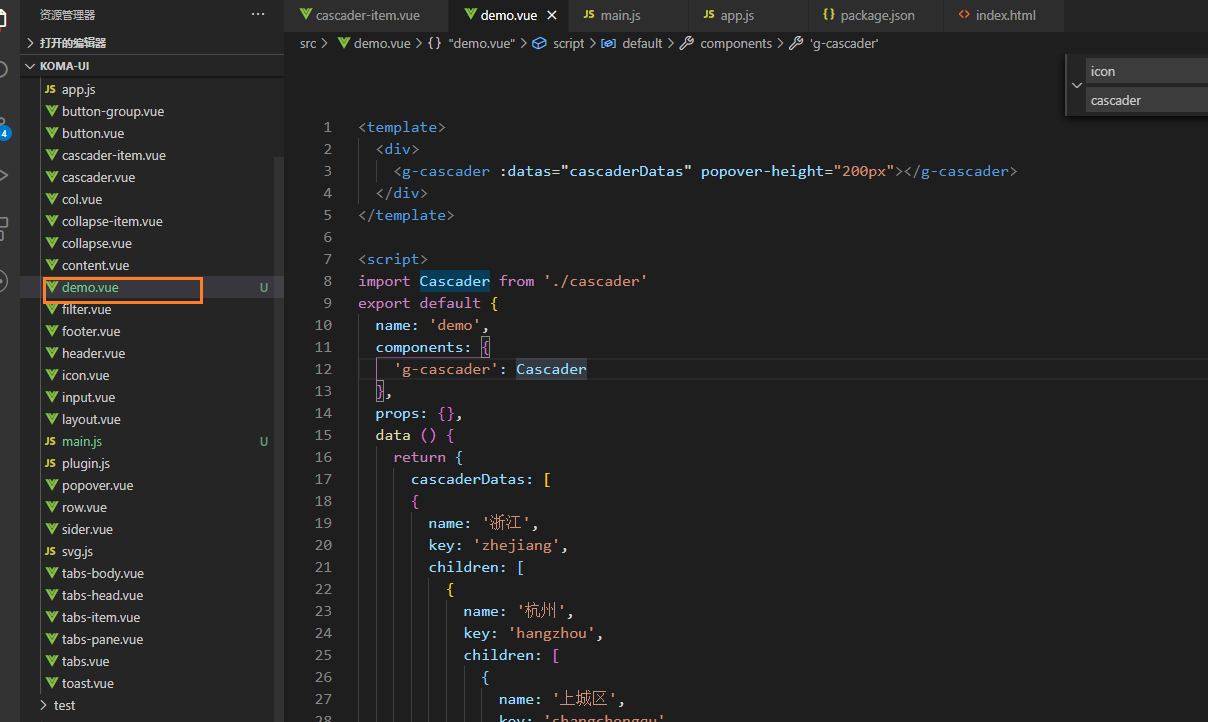 资源管理器 ···
打开的编辑器
KOMA-UI
JS app.js
button-group.vue
button.vue
cascader-item.vue
cascader.vue
col.vue
collapse-item.vue
collapse.vue
content.vue
demo.vue U
filter.vue
footer.vue
header.vue
icon.vue
input.vue
layout.vue
JS main.js U
JS plugin.js
popover.vue
row.vue
sider.vue
JS svg.js
tabs-body.vue
tabs-head.vue
tabs-item.vue
tabs-pane.vue
tabs.vue
toast.vue
test
4
cascader-item.vue demo.vue JS main.js JS app.js {} package.json <> index.html
src > demo.vue > {} "demo.vue" > script > default > components > 'g-cascader'
icon
cascader
1 <template>
2 <div>
3 <g-cascader :datas="cascaderDatas" popover-height="200px"></g-cascader>
4 </div>
5 </template>
6
7 <script>
8 import Cascader from './cascader'
9 export default {
10 name: 'demo',
11 components: {
12 'g-cascader': Cascader
13 },
14 props: {},
15 data () {
16 return {
17 cascaderDatas: [
18 {
19 name: '浙江',
20 key: 'zhejiang',
21 children: [
22 {
23 name: '杭州',
24 key: 'hangzhou',
25 children: [
26 {
27 name: '上城区',
28 key: 'shangchengqu',